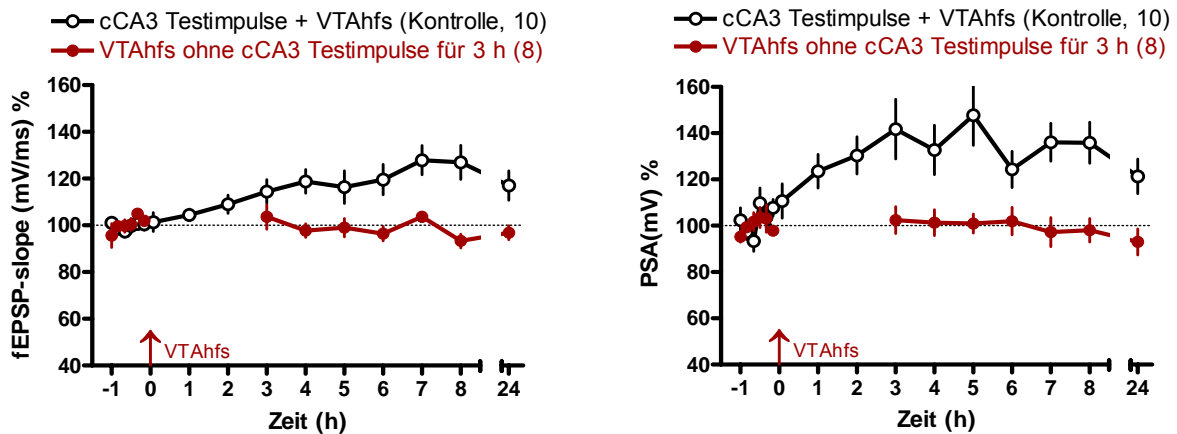 cCA3 Testimpulse + VTAhfs (Kontrolle, 10)
VTAhfs ohne cCA3 Testimpulse für 3 h (8)
fEPSP-slope (mV/ms) %
160
140
120
100
80
60
40
VTAhfs
-1 0 1 2 3 4 5 6 7 8 24
Zeit (h)
cCA3 Testimpulse + VTAhfs (Kontrolle, 10)
VTAhfs ohne cCA3 Testimpulse für 3 h (8)
PSA(mV) %
160
140
120
100
80
60
40
VTAhfs
-1 0 1 2 3 4 5 6 7 8 24
Zeit (h)